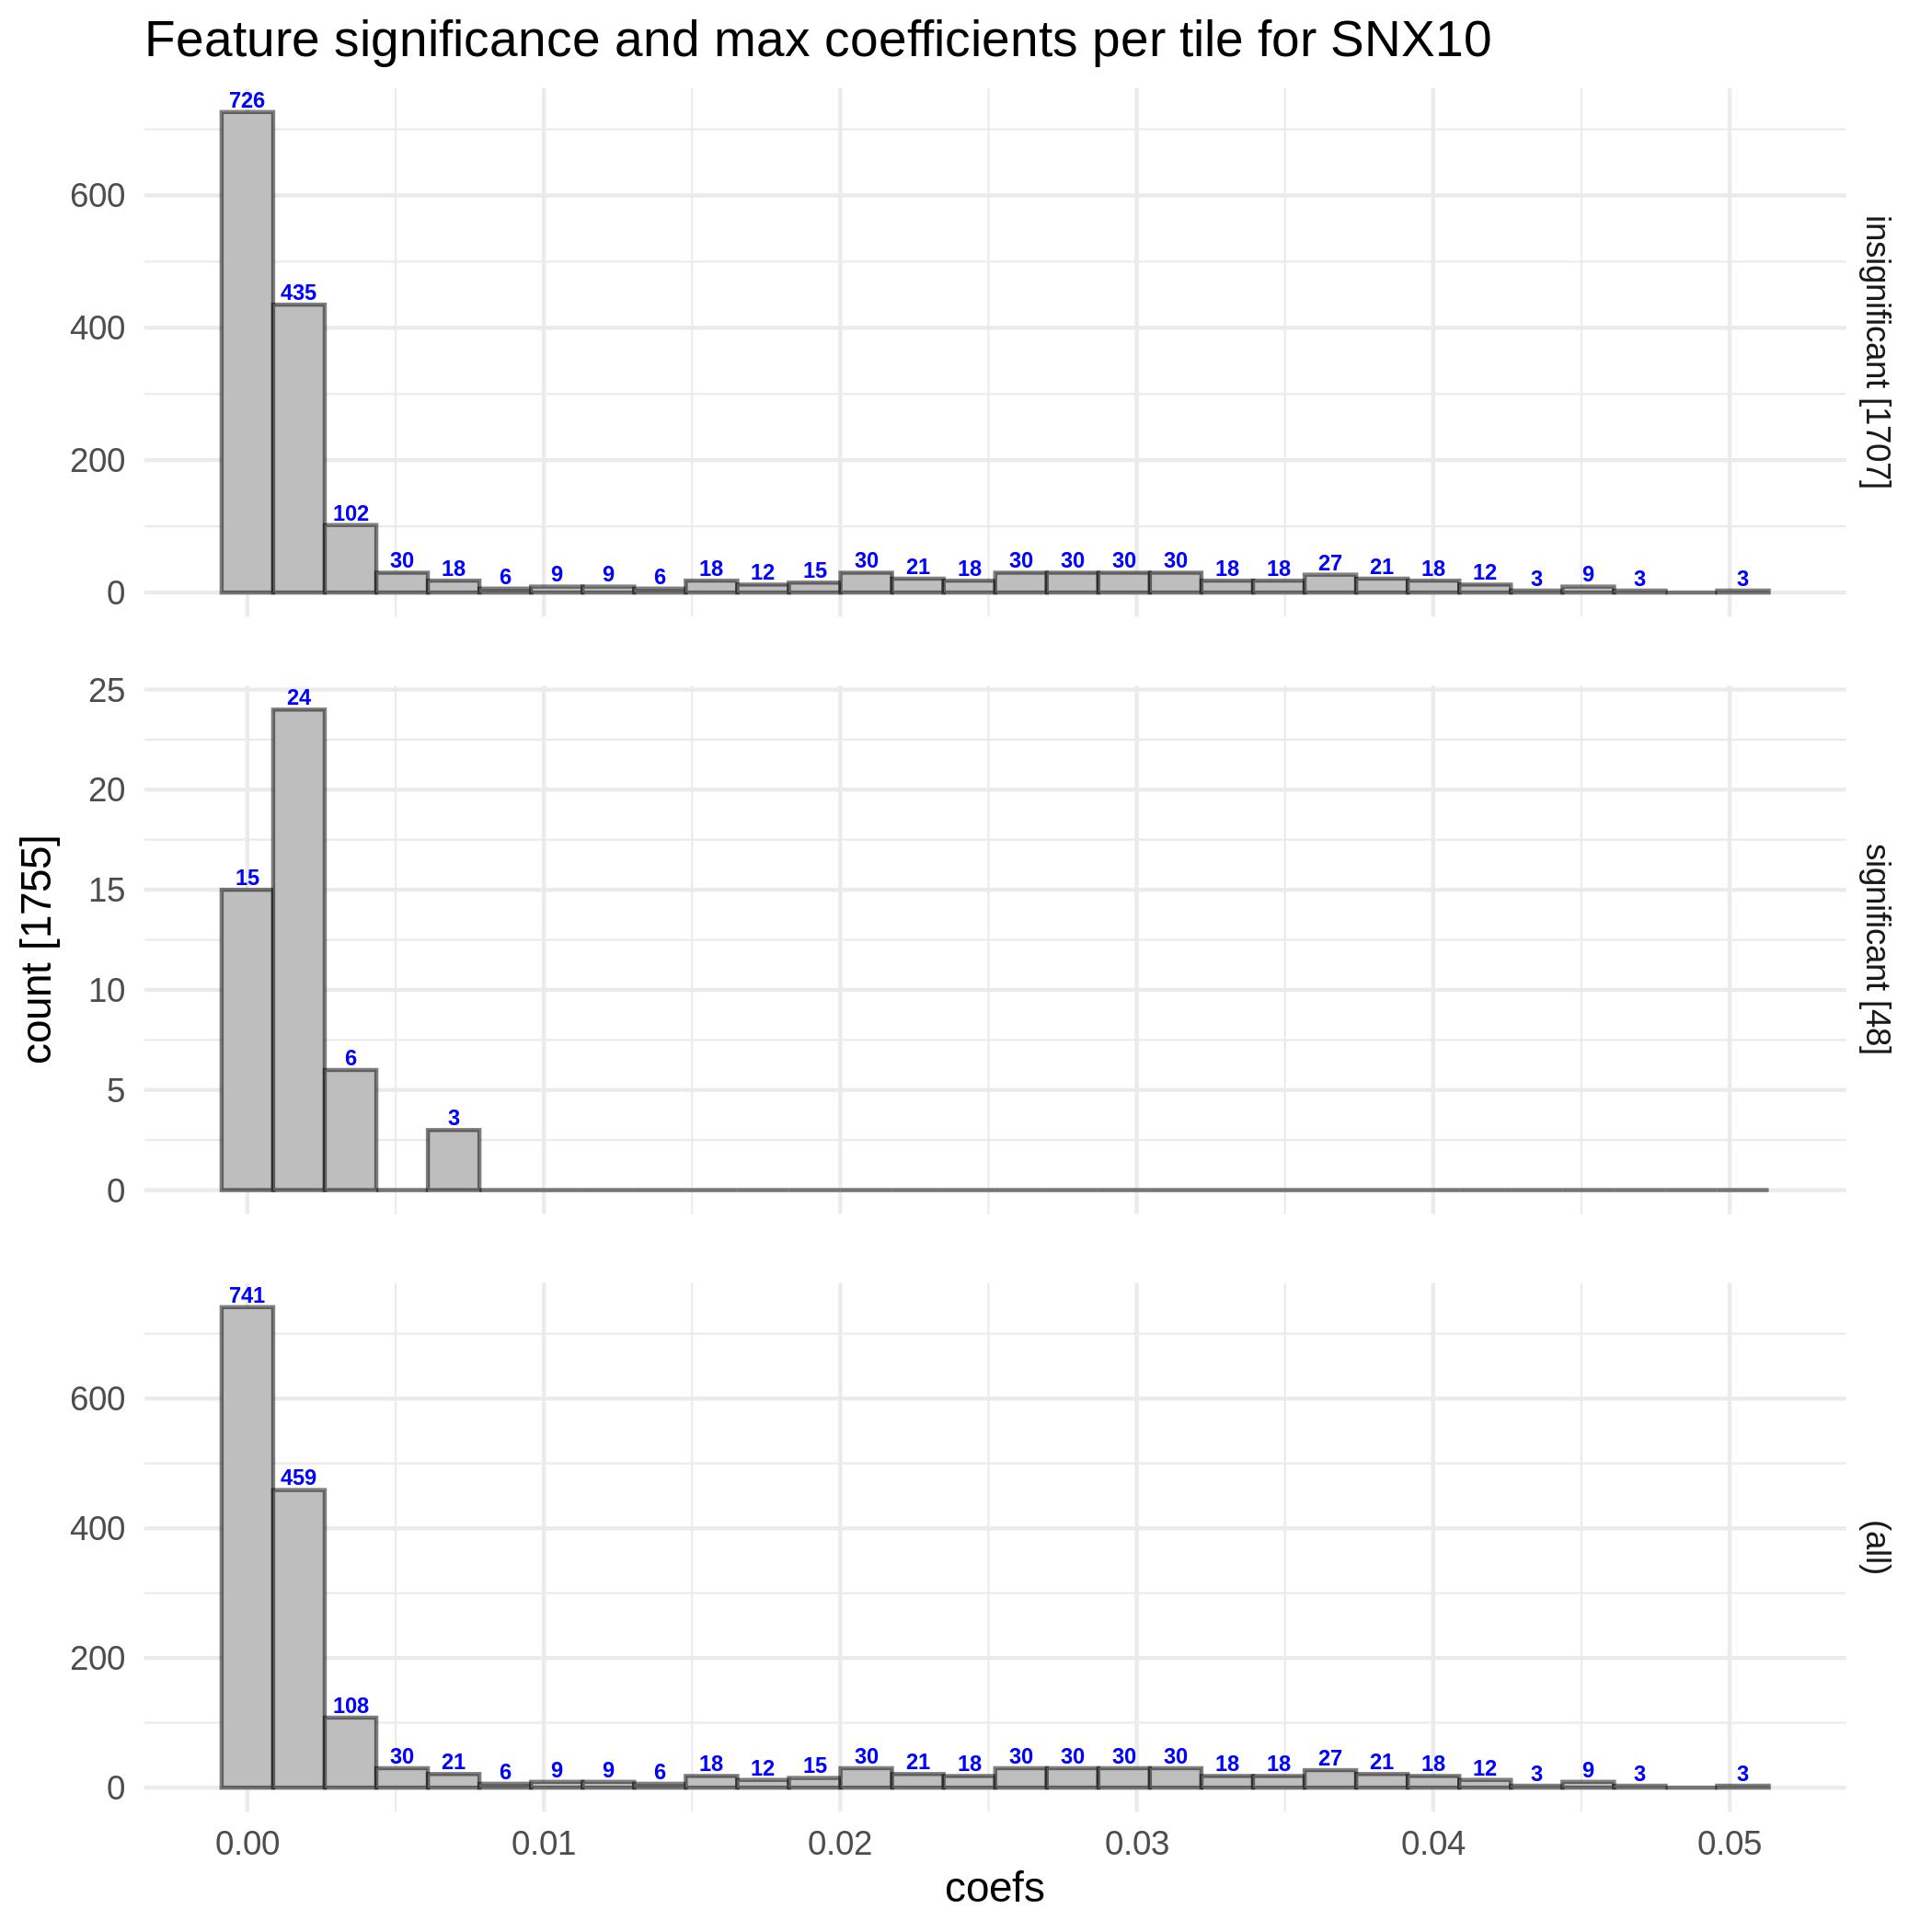 Feature significance and max coefficients per tile for SNX10
726
435
102
30 18 6 9 9 6 18 12 15 30 21 18 30 30 30 30 18 18 27 21 18 12 3 9 3 3
600
400
200
0
insignificant [1707]
25
20
15
10
5
0
24
15
6
3
significant [48]
count [1755]
741
459
108
30 21 6 9 9 6 18 12 15 30 21 18 30 30 30 30 18 18 27 21 18 12 3 9 3 3
600
400
200
0
(all)
0.00 0.01 0.02 0.03 0.04 0.05
coefs